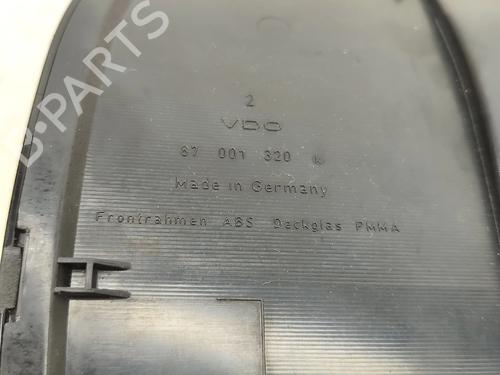 B-PARTS
2
VDO
87 001 320 k
Made in Germany
Frontrahmen ABS Deckglas PMMA